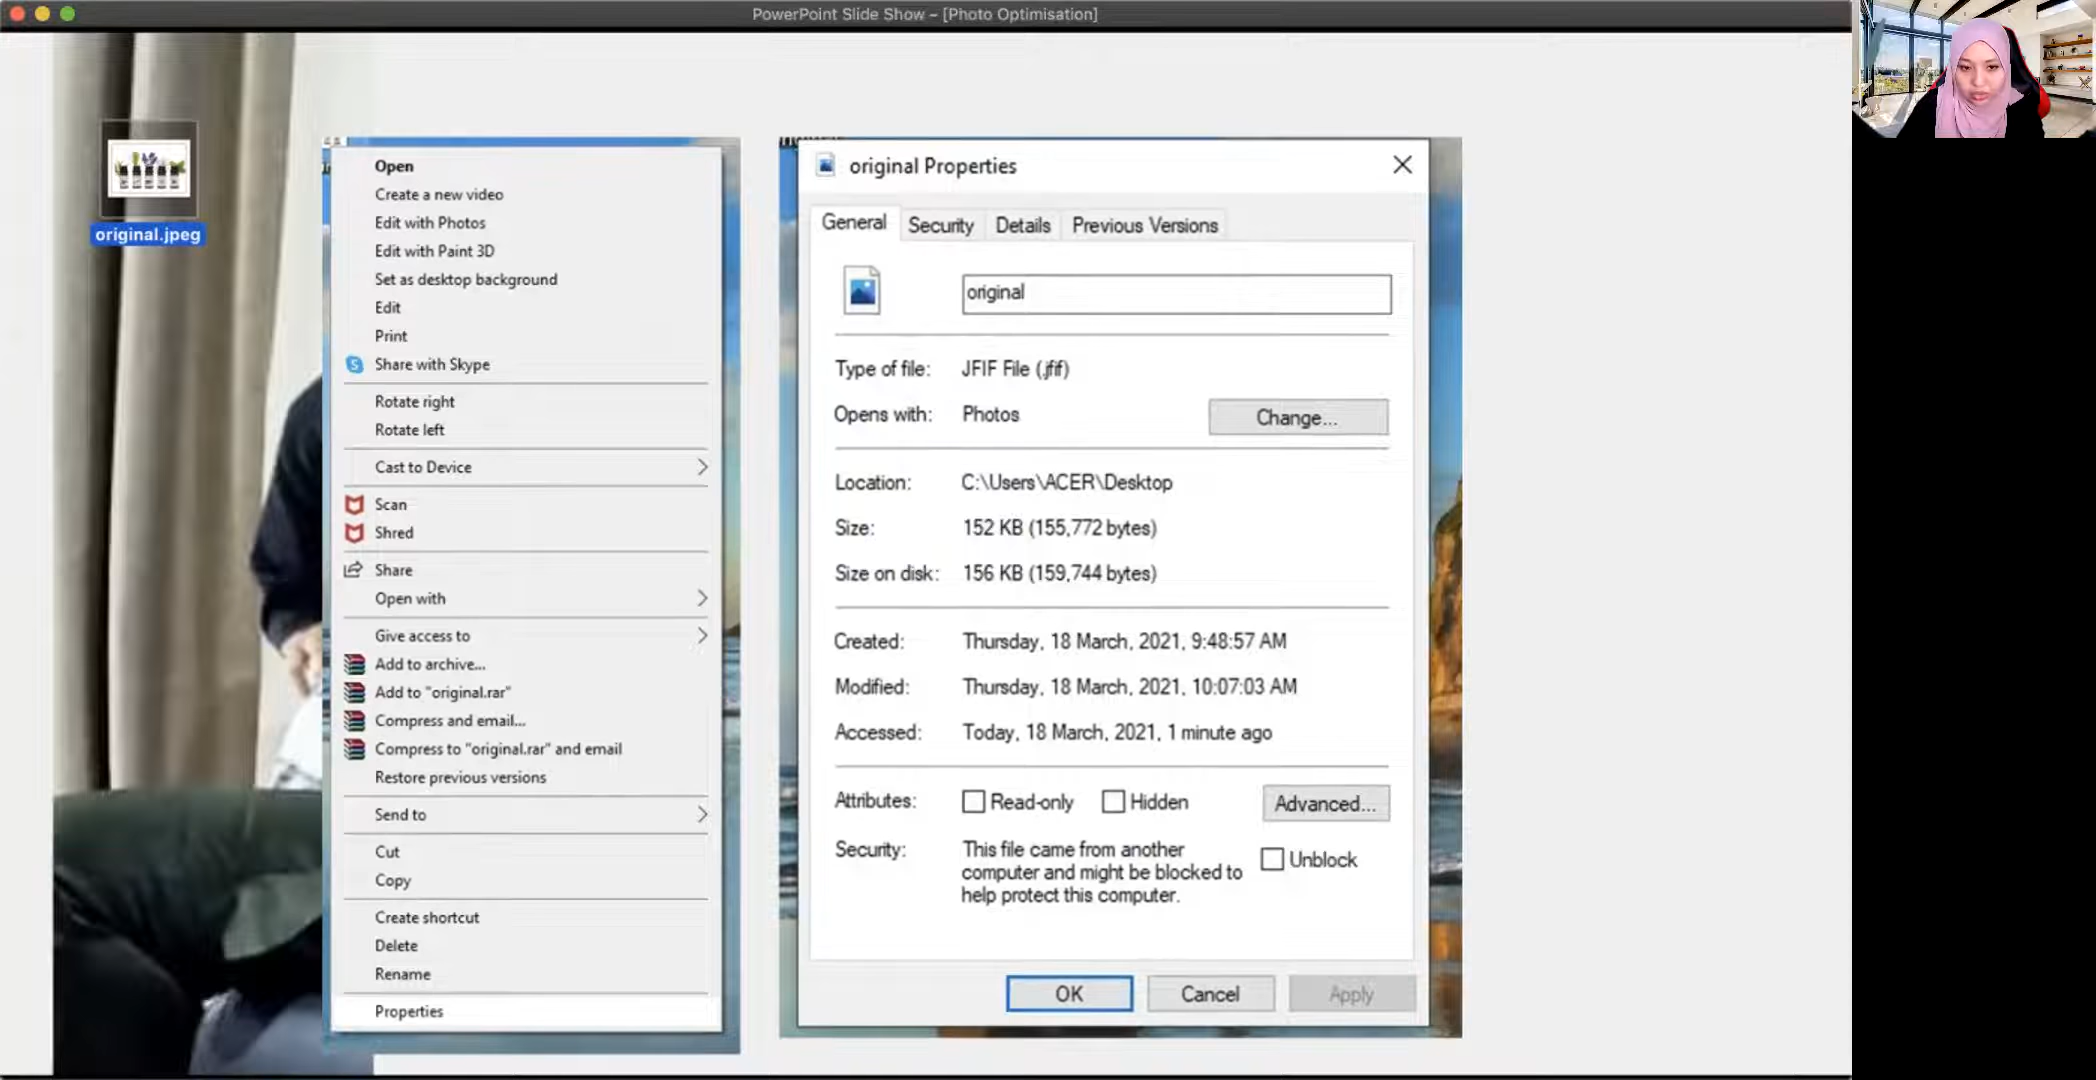 PowerPoint Slide Show – [Photo Optimisation]
original.jpeg
Open
Create a new video
Edit with Photos
Edit with Paint 3D
Set as desktop background
Edit
Print
Share with Skype
Rotate right
Rotate left
Cast to Device
Scan
Shred
Share
Open with
Give access to
Add to archive...
Add to "original.rar"
Compress and email...
Compress to "original.rar" and email
Restore previous versions
Send to
Cut
Copy
Create shortcut
Delete
Rename
Properties
original Properties
General Security Details Previous Versions
original
Type of file: JFIF File (.jfif)
Opens with: Photos Change...
Location: C:\Users\ACER\Desktop
Size: 152 KB (155,772 bytes)
Size on disk: 156 KB (159,744 bytes)
Created: Thursday, 18 March, 2021, 9:48:57 AM
Modified: Thursday, 18 March, 2021, 10:07:03 AM
Accessed: Today, 18 March, 2021, 1 minute ago
Attributes: Read-only Hidden Advanced...
Security: This file came from another
computer and might be blocked to
help protect this computer.
Unblock
OK Cancel Apply